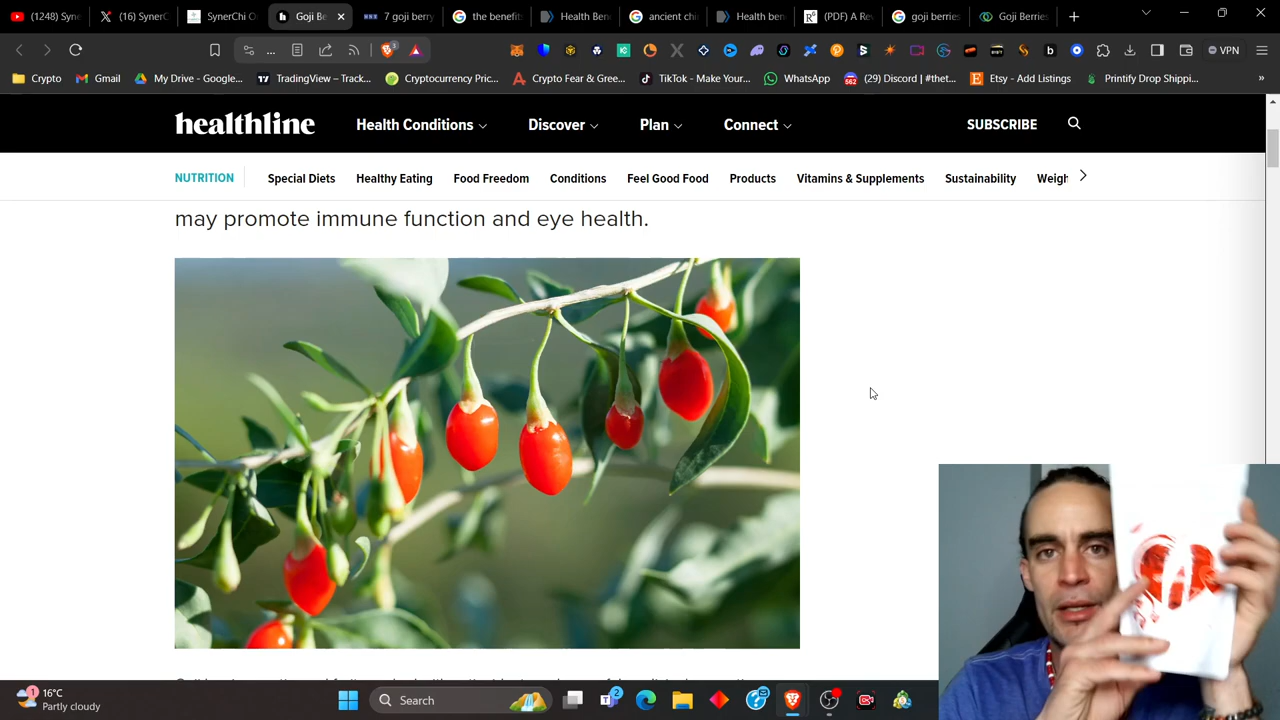 (1248) Syne
(16) SynerC
SynerChi O
Goji Be
7 goji berry
the benefit
Health Ben
ancient chi
Health ben
(PDF) A Re
goji berries
Goji Berries
VPN
Crypto
Gmail
My Drive - Google...
TradingView – Track...
Cryptocurrency Pric...
Crypto Fear & Gree...
TikTok - Make Your...
WhatsApp
(29) Discord | #thet...
Etsy - Add Listings
Printify Drop Shippi...
healthline
Health Conditions
Discover
Plan
Connect
SUBSCRIBE
NUTRITION
Special Diets
Healthy Eating
Food Freedom
Conditions
Feel Good Food
Products
Vitamins & Supplements
Sustainability
Weigh
may promote immune function and eye health.
16°C
Partly cloudy
Search